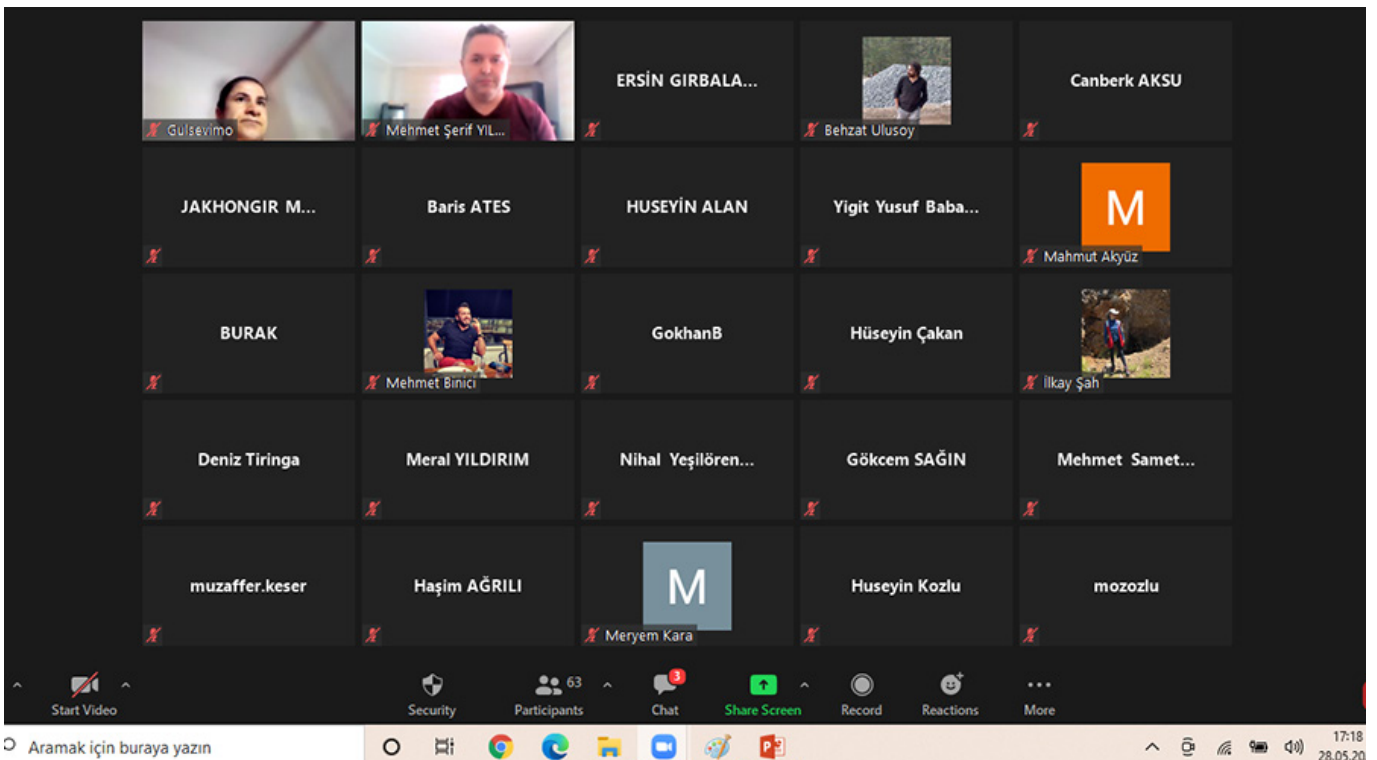 Gülsevimo
Mehmet Şerif YIL...
ERSİN GIRBALA...
Behzat Ulusoy
Canberk AKSU
JAKHONGIR M...
Baris ATES
HUSEYİN ALAN
Yigit Yusuf Baba...
M
Mahmut Akyüz
BURAK
Mehmet Binici
GokhanB
Hüseyin Çakan
İlkay Şah
Deniz Tiringa
Meral YILDIRIM
Nihal Yeşilören...
Gökcem SAĞIN
Mehmet Samet...
muzaffer.keser
Haşim AĞRILI
M
Meryem Kara
Huseyin Kozlu
mozozlu
Start Video
Security
63
Participants
3
Chat
Share Screen
Record
Reactions
More
Aramak için buraya yazın
17:18
28.05.20